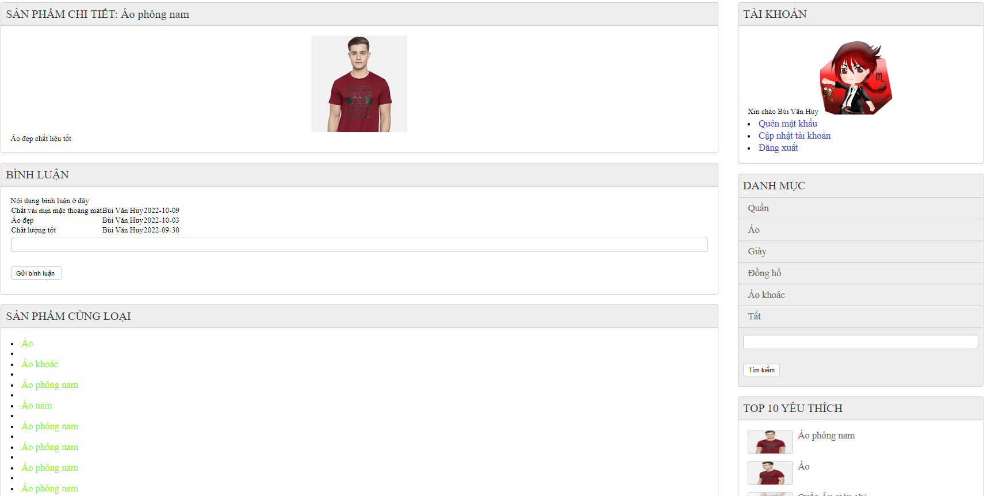 SẢN PHẨM CHI TIẾT: Áo phông nam
Áo đẹp chất liệu tốt
BÌNH LUẬN
Nội dung bình luận ở đây
Chất vải mịn mặc thoáng mát Bùi Văn Huy 2022-10-09
Áo đẹp Bùi Văn Huy 2022-10-03
Chất lượng tốt Bùi Văn Huy 2022-09-30
Gửi bình luận
SẢN PHẨM CÙNG LOẠI
Áo
Áo khoác
Áo phông nam
Áo nam
Áo phông nam
Áo phông nam
Áo phông nam
Áo phông nam
TÀI KHOẢN
Xin chào Bùi Văn Huy
Quên mật khẩu
Cập nhật tài khoản
Đăng xuất
DANH MỤC
Quần
Áo
Giày
Đồng hồ
Áo khoác
Tất
Tìm kiếm
TOP 10 YÊU THÍCH
Áo phông nam
Áo